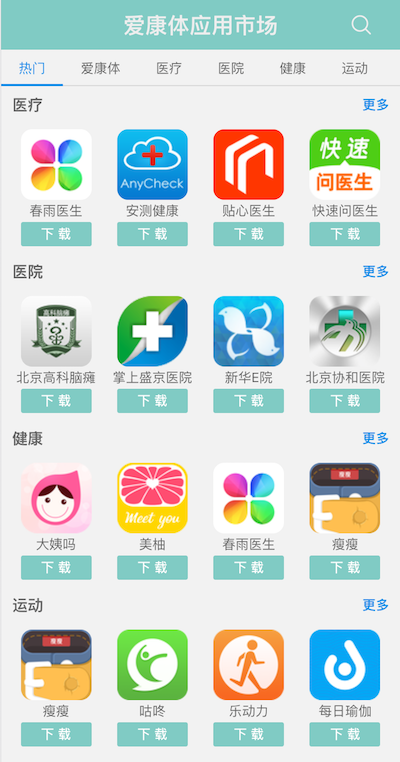 爱康体应用市场
热门 爱康体 医疗 医院 健康 运动
医疗 更多
快速
问医生
AnyCheck
春雨医生 安测健康 贴心医生 快速问医生
下载 下载 下载 下载
医院 更多
高科脑瘫
北京高科脑瘫 掌上盛京医院 新华E院 北京协和医院
下载 下载 下载 下载
健康 更多
瘦瘦
Meet you
大姨吗 美柚 春雨医生 瘦瘦
下载 下载 下载 下载
运动 更多
瘦瘦
瘦瘦 咕咚 乐动力 每日瑜伽
下载 下载 下载 下载